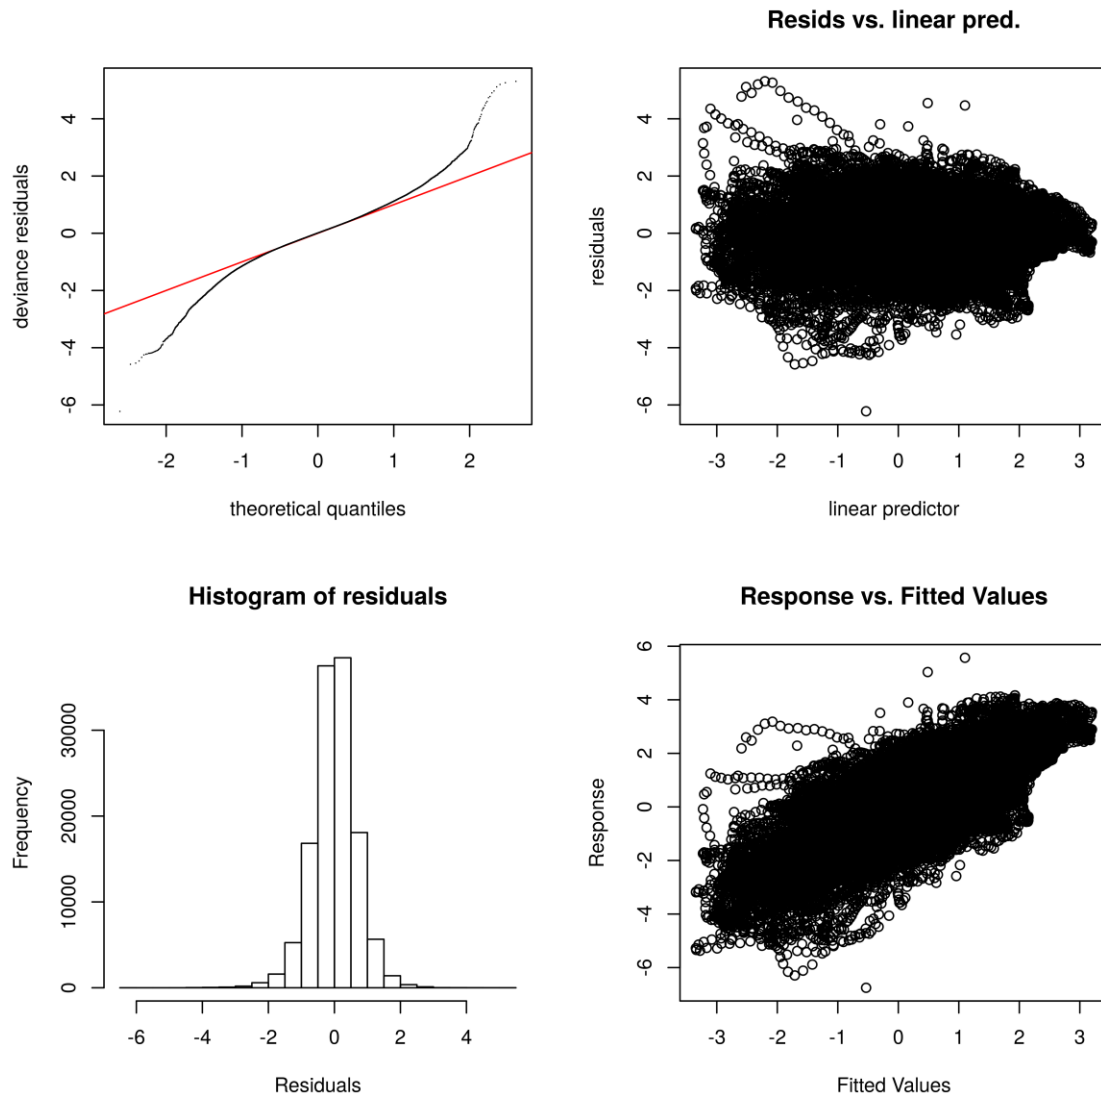 deviance residuals
4
2
0
-2
-4
-6
-2 -1 0 1 2
theoretical quantiles
Resids vs. linear pred.
residuals
4
2
0
-2
-4
-6
-3 -2 -1 0 1 2 3
linear predictor
Histogram of residuals
Frequency
30000
20000
10000
0
-6 -4 -2 0 2 4
Residuals
Response vs. Fitted Values
Response
6
4
2
0
-2
-4
-6
-3 -2 -1 0 1 2 3
Fitted Values